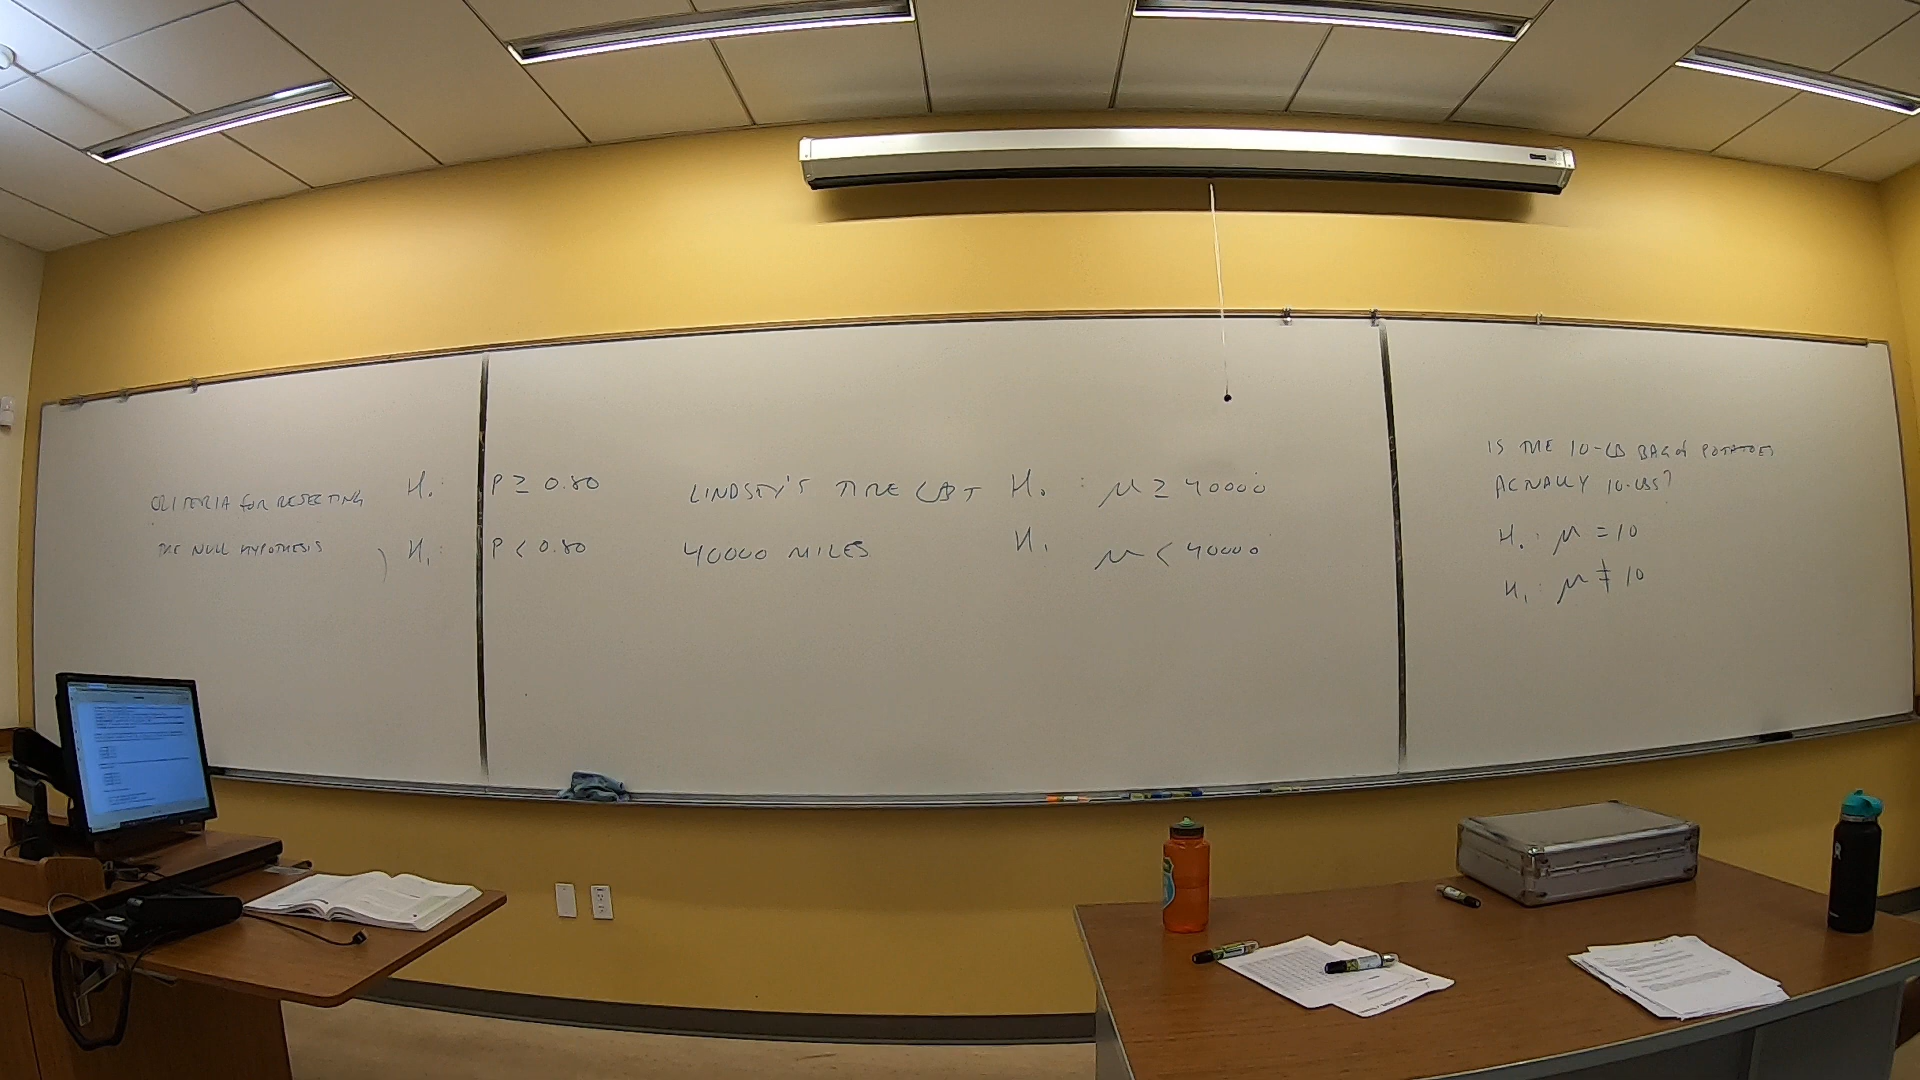 CRITERIA FOR REJECTING
THE NULL HYPOTHESIS
H₀: P ≥ 0.80
H₁: P < 0.80
LINDSEY'S TIRE LAST
40000 MILES
H₀: μ ≥ 40000
H₁ μ < 40000
IS THE 10-LB BAG OF POTATOES
ACTUALLY 10-LBS?
H₀: μ = 10
H₁: μ ≠ 10